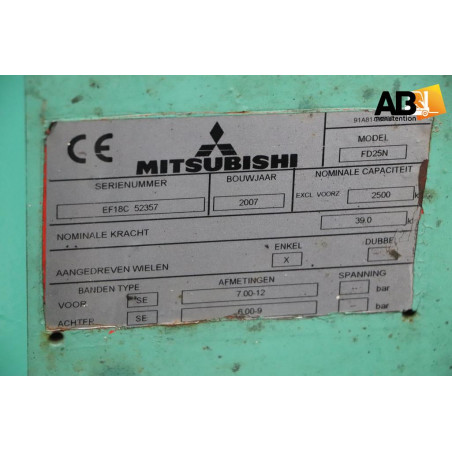 AB
manutention
91A81
CE
MITSUBISHI
MODEL
FD25N
SERIENUMMER
BOUWJAAR
NOMINALE CAPACITEIT
EF18C 52357
2007
EXCL VOORZ
2500
k
NOMINALE KRACHT
39.0
k
AANGEDREVEN WIELEN
ENKEL
X
DUBBEL
-
BANDEN TYPE
AFMETINGEN
SPANNING
VOOR
SE
7.00-12
-
bar
ACHTER
SE
6.00-9
-
bar